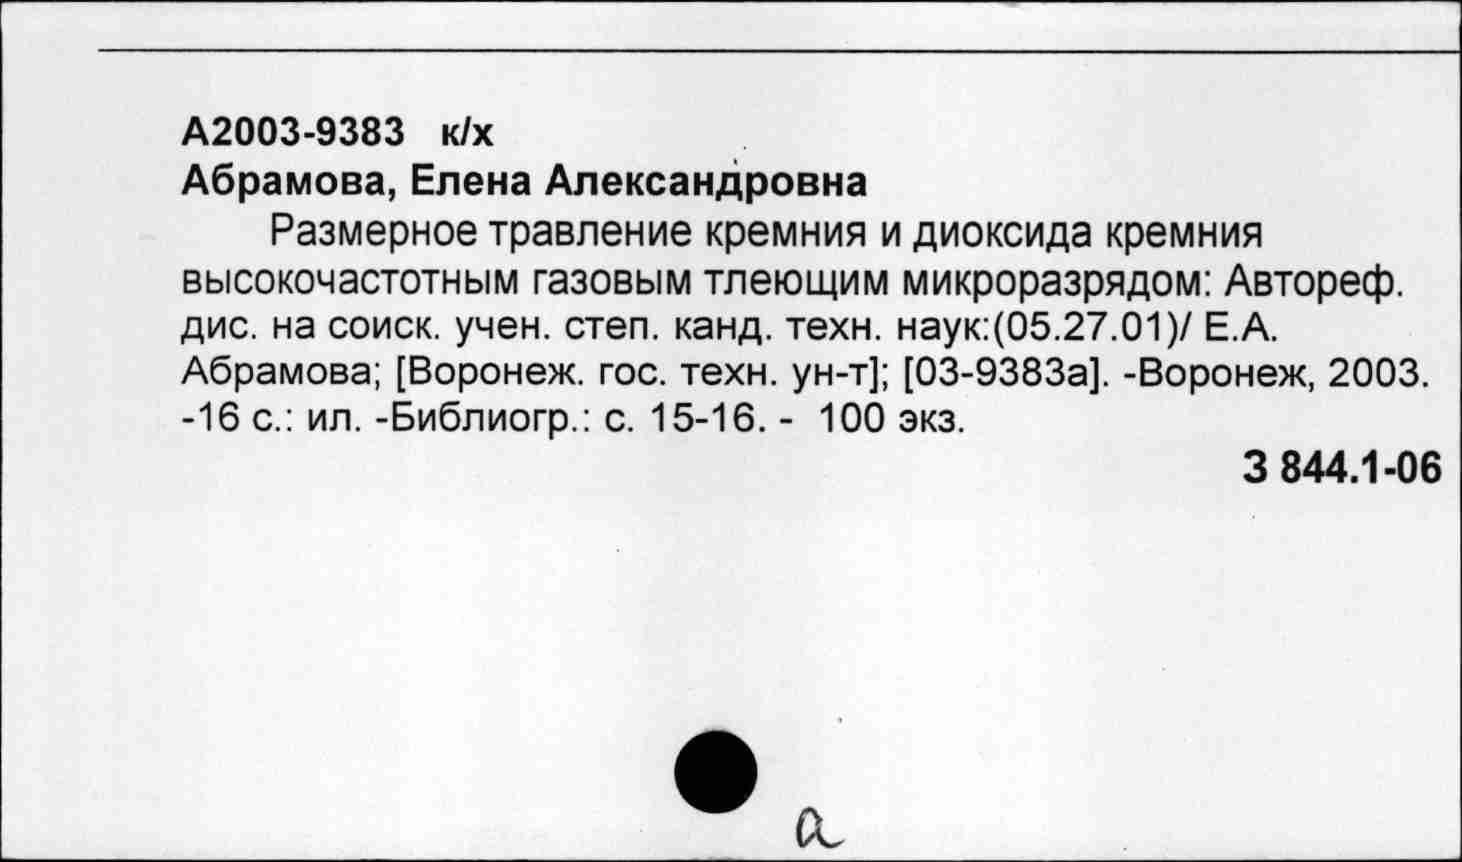 А2003-9383 к/х
Абрамова, Елена Александровна
Размерное травление кремния и диоксида кремния
высокочастотным газовым тлеющим микроразрядом: Автореф.
дис. на соиск. учен. степ. канд. техн. наук:(05.27.01)/ Е.А.
Абрамова; [Воронеж. гос. техн. ун-т]; [03-9383а]. -Воронеж, 2003.
-16 с.: ил. -Библиогр.: с. 15-16. - 100 экз.
З 844.1-06
а